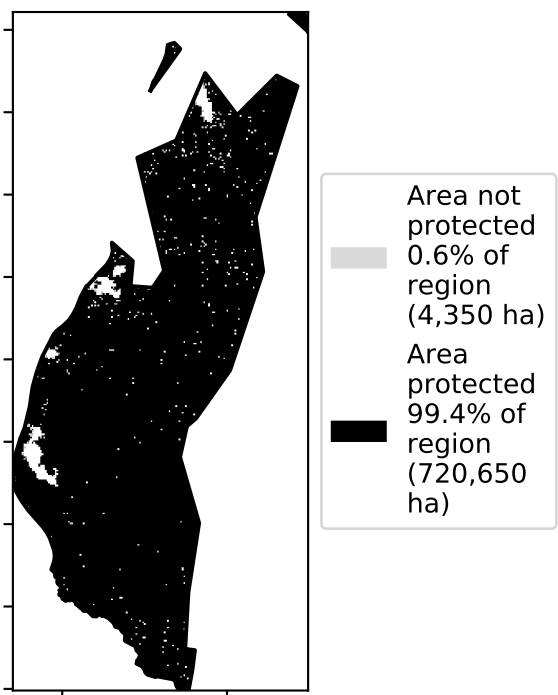 Area not
protected
0.6% of
region
(4,350 ha)
Area
protected
99.4% of
region
(720,650
ha)